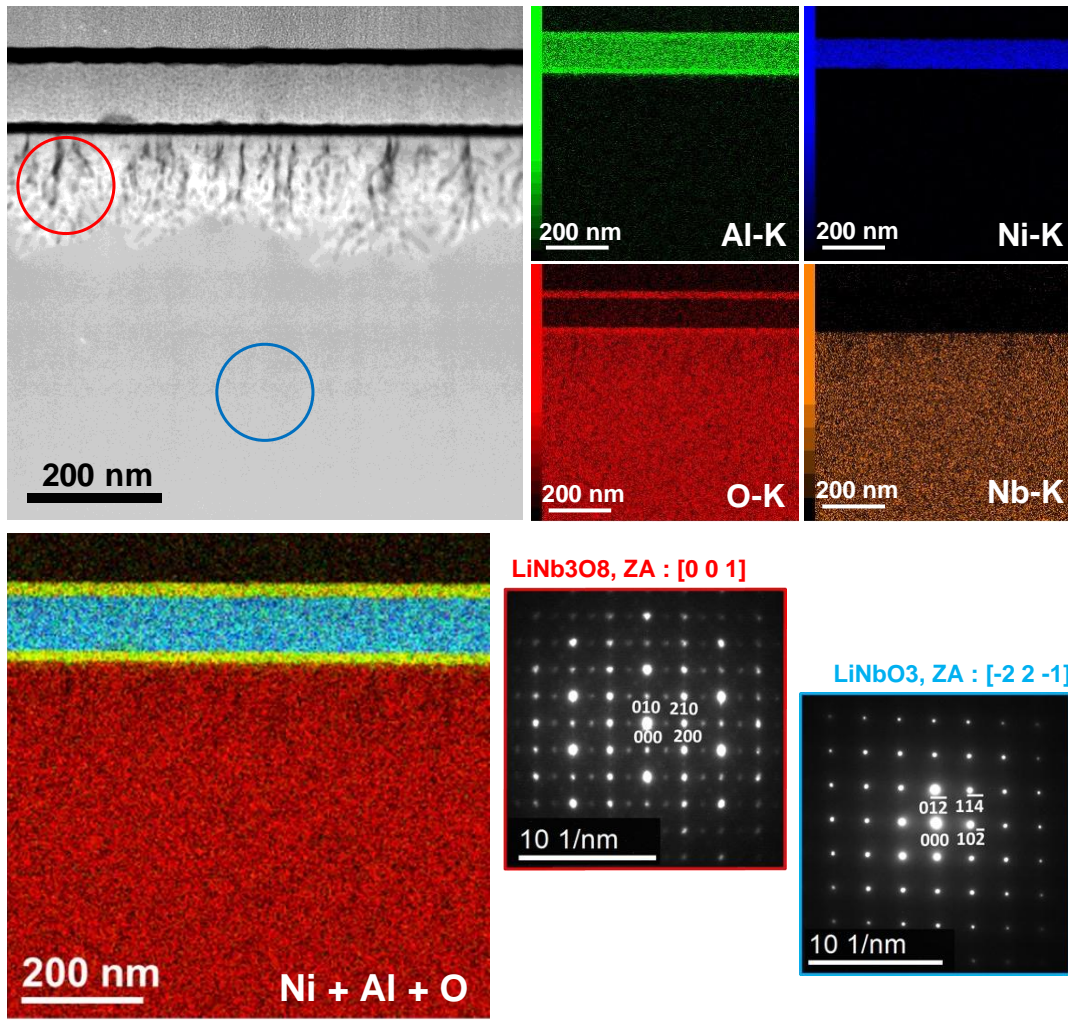 200 nm
200 nm
Al-K
200 nm
Ni-K
200 nm
O-K
200 nm
Nb-K
200 nm
Ni + Al + O
LiNb3O8, ZA : [0 0 1]
010 210
000 200
10 1/nm
LiNbO3, ZA : [-2 2 -1]
01̅2̅ 11̅4̅
000 102̅
10 1/nm